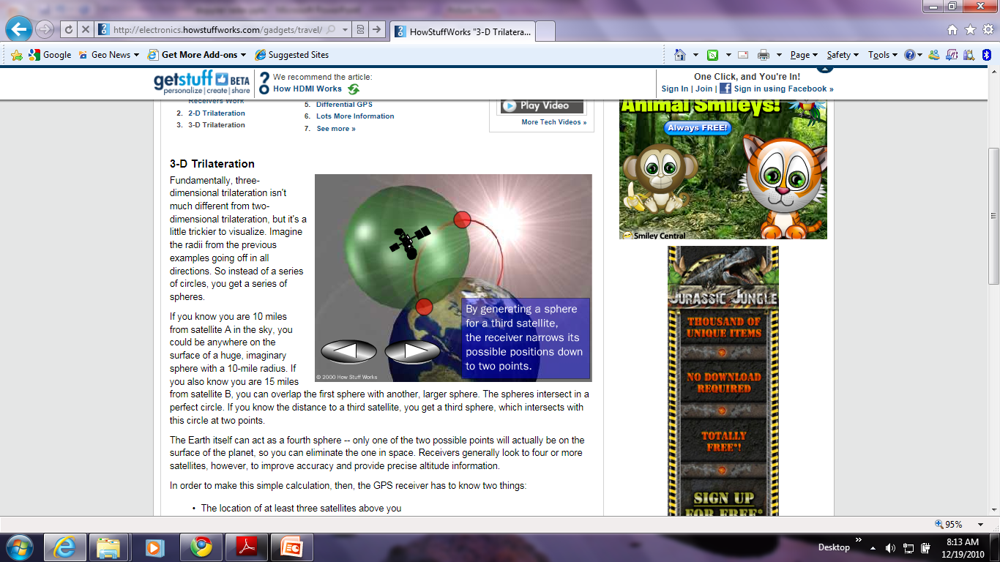 http://electronics.howstuffworks.com/gadgets/travel/
HowStuffWorks "3-D Trilatera...
Google
Geo News
Get More Add-ons
Suggested Sites
Page
Safety
Tools
getstuff BETA
personalize | create | share
We recommend the article:
How HDMI Works
One Click, and You're In!
Sign In | Join | Sign in using Facebook »
Receivers Work
2. 2-D Trilateration
3. 3-D Trilateration
5. Differential GPS
6. Lots More Information
7. See more »
Play Video
More Tech Videos »
Animal Smileys!
Always FREE!
Smiley Central
3-D Trilateration
Fundamentally, three-
dimensional trilateration isn't
much different from two-
dimensional trilateration, but it's a
little trickier to visualize. Imagine
the radii from the previous
examples going off in all
directions. So instead of a series
of circles, you get a series of
spheres.
By generating a sphere
for a third satellite,
the receiver narrows its
possible positions down
to two points.
© 2000 How Stuff Works
If you know you are 10 miles
from satellite A in the sky, you
could be anywhere on the
surface of a huge, imaginary
sphere with a 10-mile radius. If
you also know you are 15 miles
from satellite B, you can overlap the first sphere with another, larger sphere. The spheres intersect in a
perfect circle. If you know the distance to a third satellite, you get a third sphere, which intersects with
this circle at two points.
The Earth itself can act as a fourth sphere -- only one of the two possible points will actually be on the
surface of the planet, so you can eliminate the one in space. Receivers generally look to four or more
satellites, however, to improve accuracy and provide precise altitude information.
In order to make this simple calculation, then, the GPS receiver has to know two things:
• The location of at least three satellites above you
JURASSIC JUNGLE
THOUSAND OF
UNIQUE ITEMS
NO DOWNLOAD
REQUIRED
TOTALLY
FREE*!
SIGN UP
FOR FREE*
95%
Desktop
8:13 AM
12/19/2010